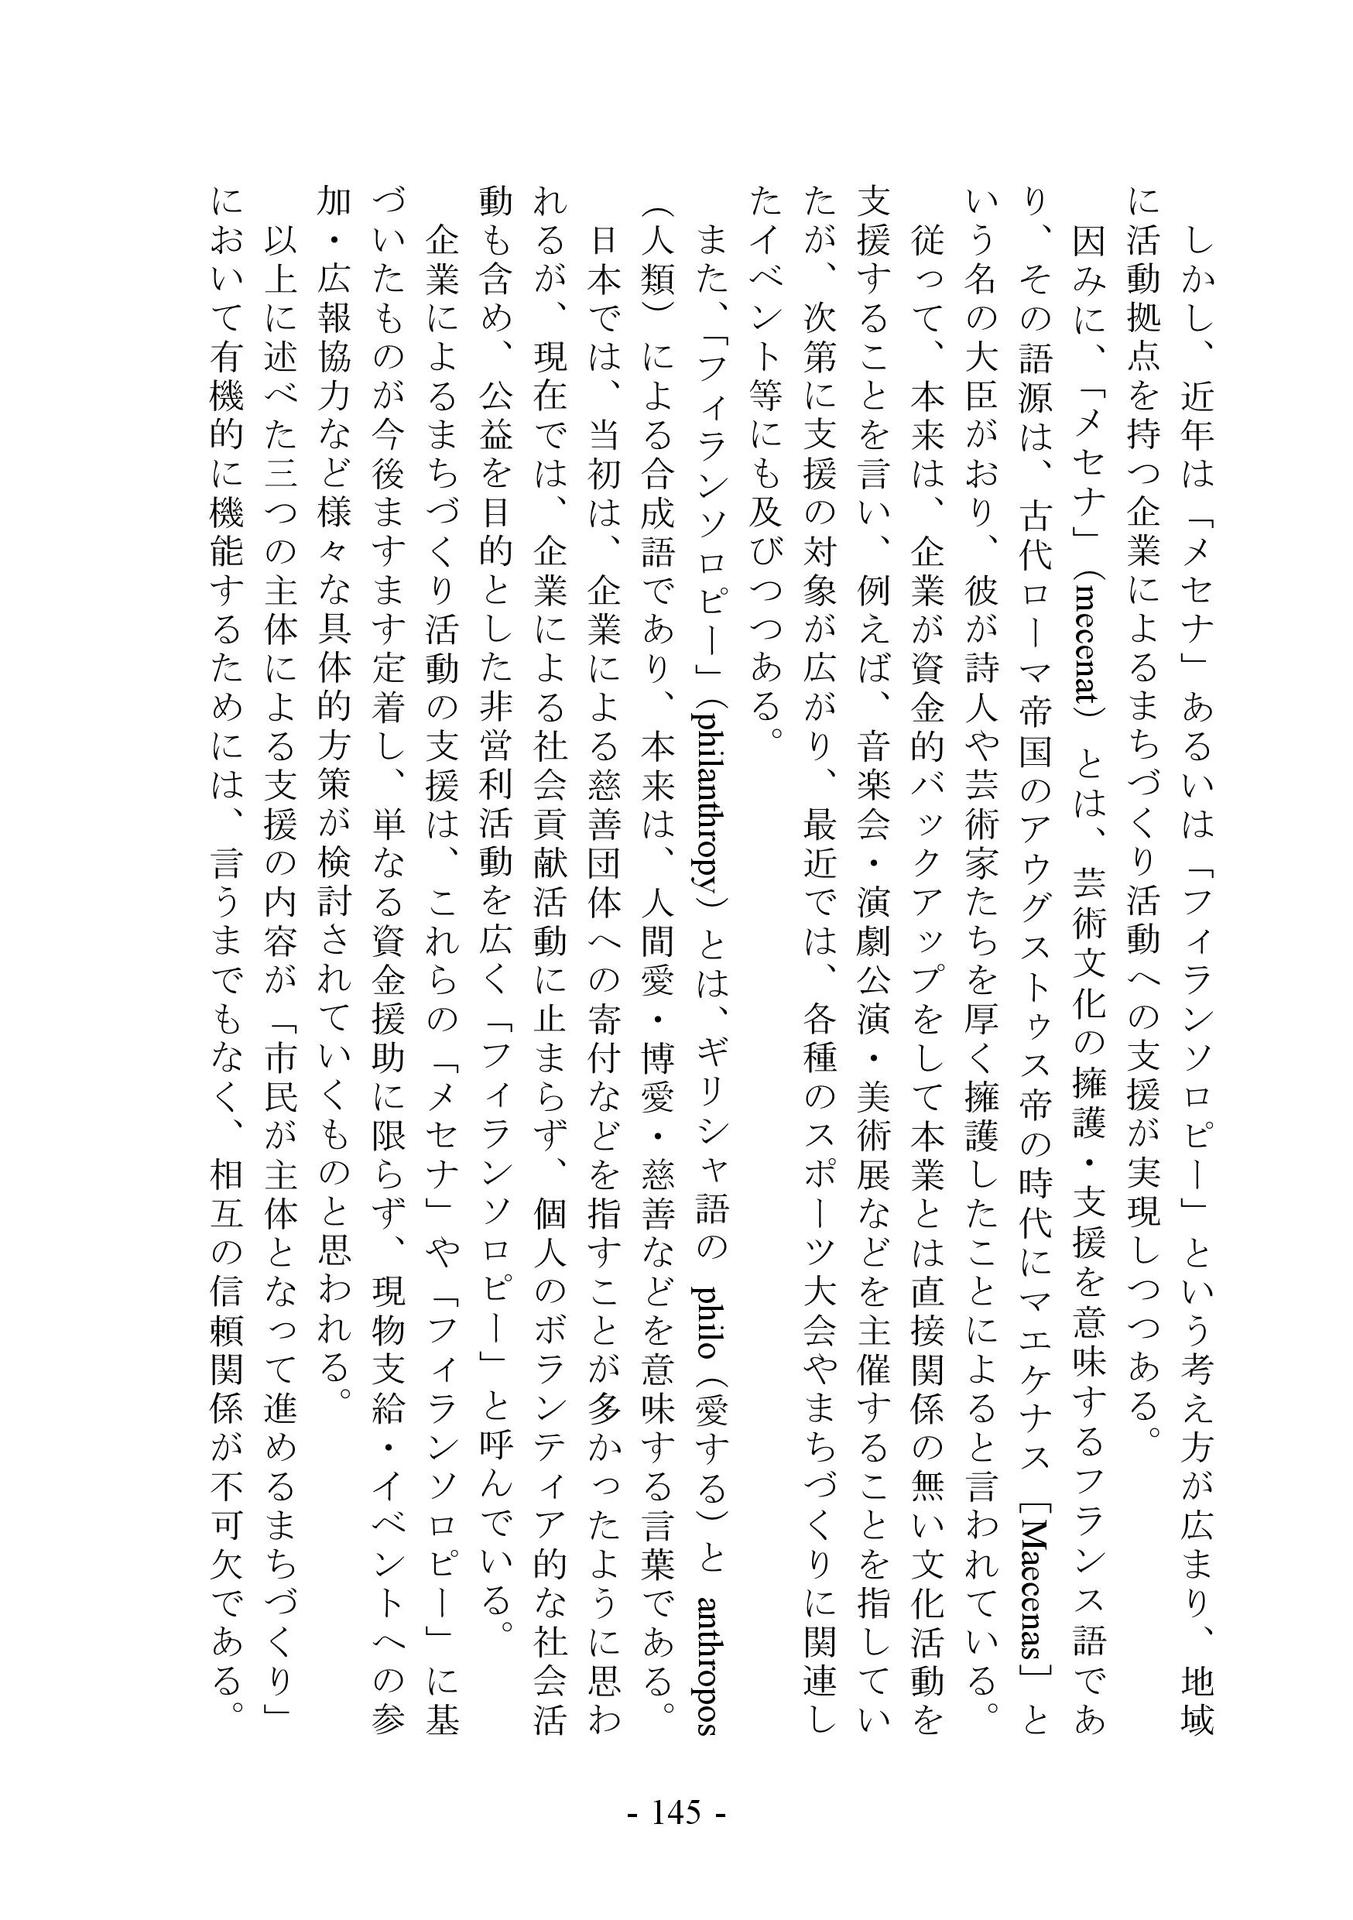 しかし、近年は「メセナ」あるいは「フィランソロピー」という考え方が広まり、地域
に活動拠点を持つ企業によるまちづくり活動への支援が実現しつつある。
　因みに、「メセナ」（mecenat）とは、芸術文化の擁護・支援を意味するフランス語であ
り、その語源は、古代ローマ帝国のアウグストゥス帝の時代にマエケナス［Maecenas］と
いう名の大臣がおり、彼が詩人や芸術家たちを厚く擁護したことによると言われている。
　従って、本来は、企業が資金的バックアップをして本業とは直接関係の無い文化活動を
支援することを言い、例えば、音楽会・演劇公演・美術展などを主催することを指してい
たが、次第に支援の対象が広がり、最近では、各種のスポーツ大会やまちづくりに関連し
たイベント等にも及びつつある。
　また、「フィランソロピー」（philanthropy）とは、ギリシャ語の philo（愛する）と anthropos
（人類）による合成語であり、本来は、人間愛・博愛・慈善などを意味する言葉である。
　日本では、当初は、企業による慈善団体への寄付などを指すことが多かったように思わ
れるが、現在では、企業による社会貢献活動に止まらず、個人のボランティア的な社会活
動も含め、公益を目的とした非営利活動を広く「フィランソロピー」と呼んでいる。
　企業によるまちづくり活動の支援は、これらの「メセナ」や「フィランソロピー」に基
づいたものが今後ますます定着し、単なる資金援助に限らず、現物支給・イベントへの参
加・広報協力など様々な具体的方策が検討されていくものと思われる。
　以上に述べた三つの主体による支援の内容が「市民が主体となって進めるまちづくり」
において有機的に機能するためには、言うまでもなく、相互の信頼関係が不可欠である。
- 145 -